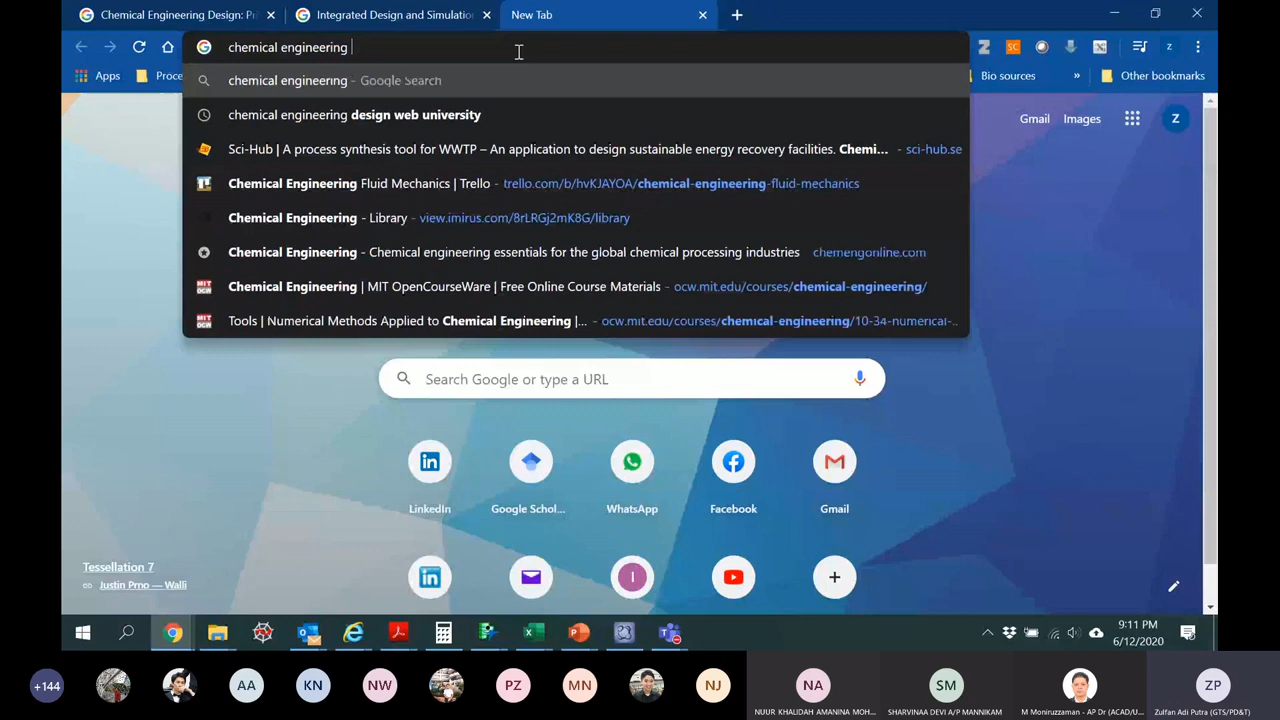 Chemical Engineering Design: Pri
Integrated Design and Simulation
New Tab
chemical engineering
chemical engineering - Google Search
chemical engineering design web university
Sci-Hub | A process synthesis tool for WWTP – An application to design sustainable energy recovery facilities. Chemi... - sci-hub.se
Chemical Engineering Fluid Mechanics | Trello - trello.com/b/hvKJAYOA/chemical-engineering-fluid-mechanics
Chemical Engineering - Library - view.imirus.com/8rLRGj2mK8G/library
Chemical Engineering - Chemical engineering essentials for the global chemical processing industries chemengonline.com
Chemical Engineering | MIT OpenCourseWare | Free Online Course Materials - ocw.mit.edu/courses/chemical-engineering/
Tools | Numerical Methods Applied to Chemical Engineering |... - ocw.mit.edu/courses/chemical-engineering/10-34-numerical-...
SC
Z
Apps
Proce
Bio sources
»
Other bookmarks
Gmail
Images
Z
Search Google or type a URL
LinkedIn
Google Schol...
WhatsApp
Facebook
Gmail
I
Tessellation 7
Justin Prno — Walli
9:11 PM
6/12/2020
+144
AA
KN
NW
PZ
MN
NJ
NA
SM
ZP
NUUR KHALIDAH AMANINA MOH...
SHARVINAA DEVI A/P MANNIKAM
M Moniruzzaman - AP Dr (ACAD/U...
Zulfan Adi Putra (GTS/PD&T)